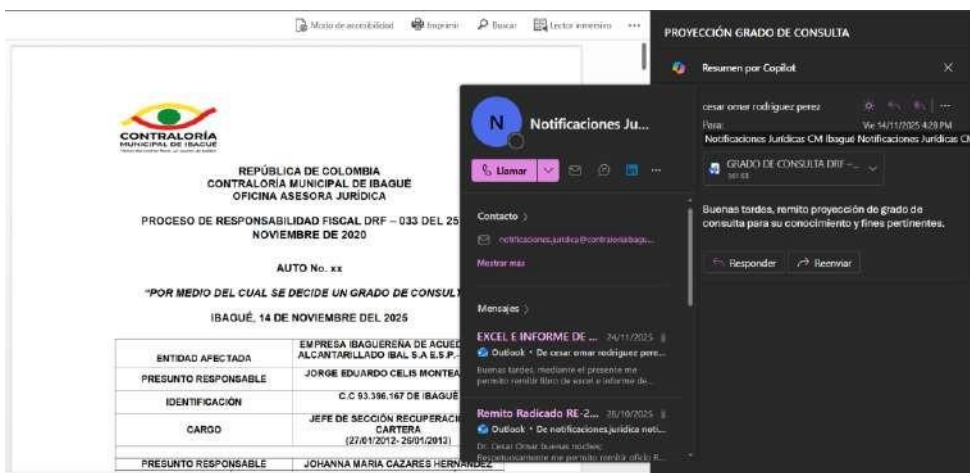 Modo de accesibilidad Imprimir Buscar Lector inmersivo ...
PROYECCIÓN GRADO DE CONSULTA
Resumen por Copilot
cesar omar rodriguez perez
Para: Vie 14/11/2025 4:28 PM
Notificaciones Jurídicas CM Ibagué Notificaciones Jurídicas CM
GRADO DE CONSULTA DRF –...
Buenas tardes, remito proyección de grado de
consulta para su conocimiento y fines pertinentes.
Responder Reenviar
N Notificaciones Ju...
Llamar
Contacto
notificaciones.juridica@contraloriaibagu...
Mostrar más
Mensajes
EXCEL E INFORME DE ... 24/11/2025
Outlook • De cesar omar rodriguez pere...
Buenas tardes, mediante el presente me
permito remitir libro de excel e informe de...
Remito Radicado RE-2... 28/10/2025
Outlook • De notificaciones.juridica noti...
Dr. Cesar Omar buenas noches;
Respetuosamente me permito remitir oficio R...
CONTRALORÍA
MUNICIPAL DE IBAGUÉ
REPÚBLICA DE COLOMBIA
CONTRALORÍA MUNICIPAL DE IBAGUÉ
OFICINA ASESORA JURÍDICA
PROCESO DE RESPONSABILIDAD FISCAL DRF – 033 DEL 25
NOVIEMBRE DE 2020
AUTO No. xx
"POR MEDIO DEL CUAL SE DECIDE UN GRADO DE CONSULT
IBAGUÉ, 14 DE NOVIEMBRE DEL 2025
ENTIDAD AFECTADA
EMPRESA IBAGUEREÑA DE ACUED
ALCANTARILLADO IBAL S.A E.S.P.-
PRESUNTO RESPONSABLE JORGE EDUARDO CELIS MONTEA
IDENTIFICACIÓN C.C 93.396.167 DE IBAGUÉ
CARGO
JEFE DE SECCIÓN RECUPERACI
CARTERA
(27/01/2012- 25/01/2013)
PRESUNTO RESPONSABLE JOHANNA MARIA CAZARES HERNANDEZ